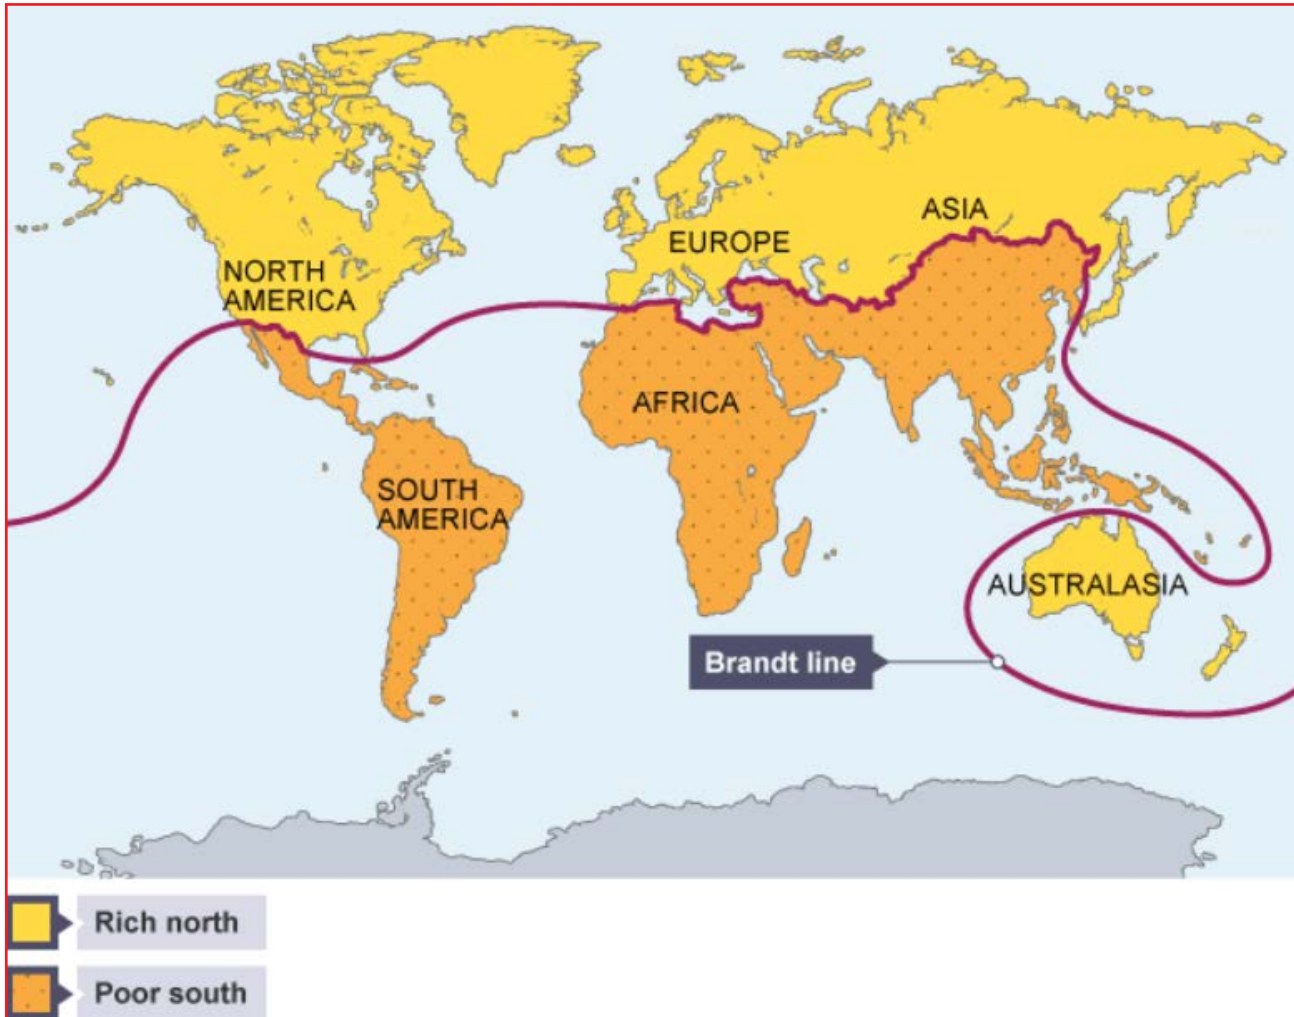 ASIA
EUROPE
NORTH
AMERICA
AFRICA
SOUTH
AMERICA
AUSTRALASIA
Brandt line
Rich north
Poor south